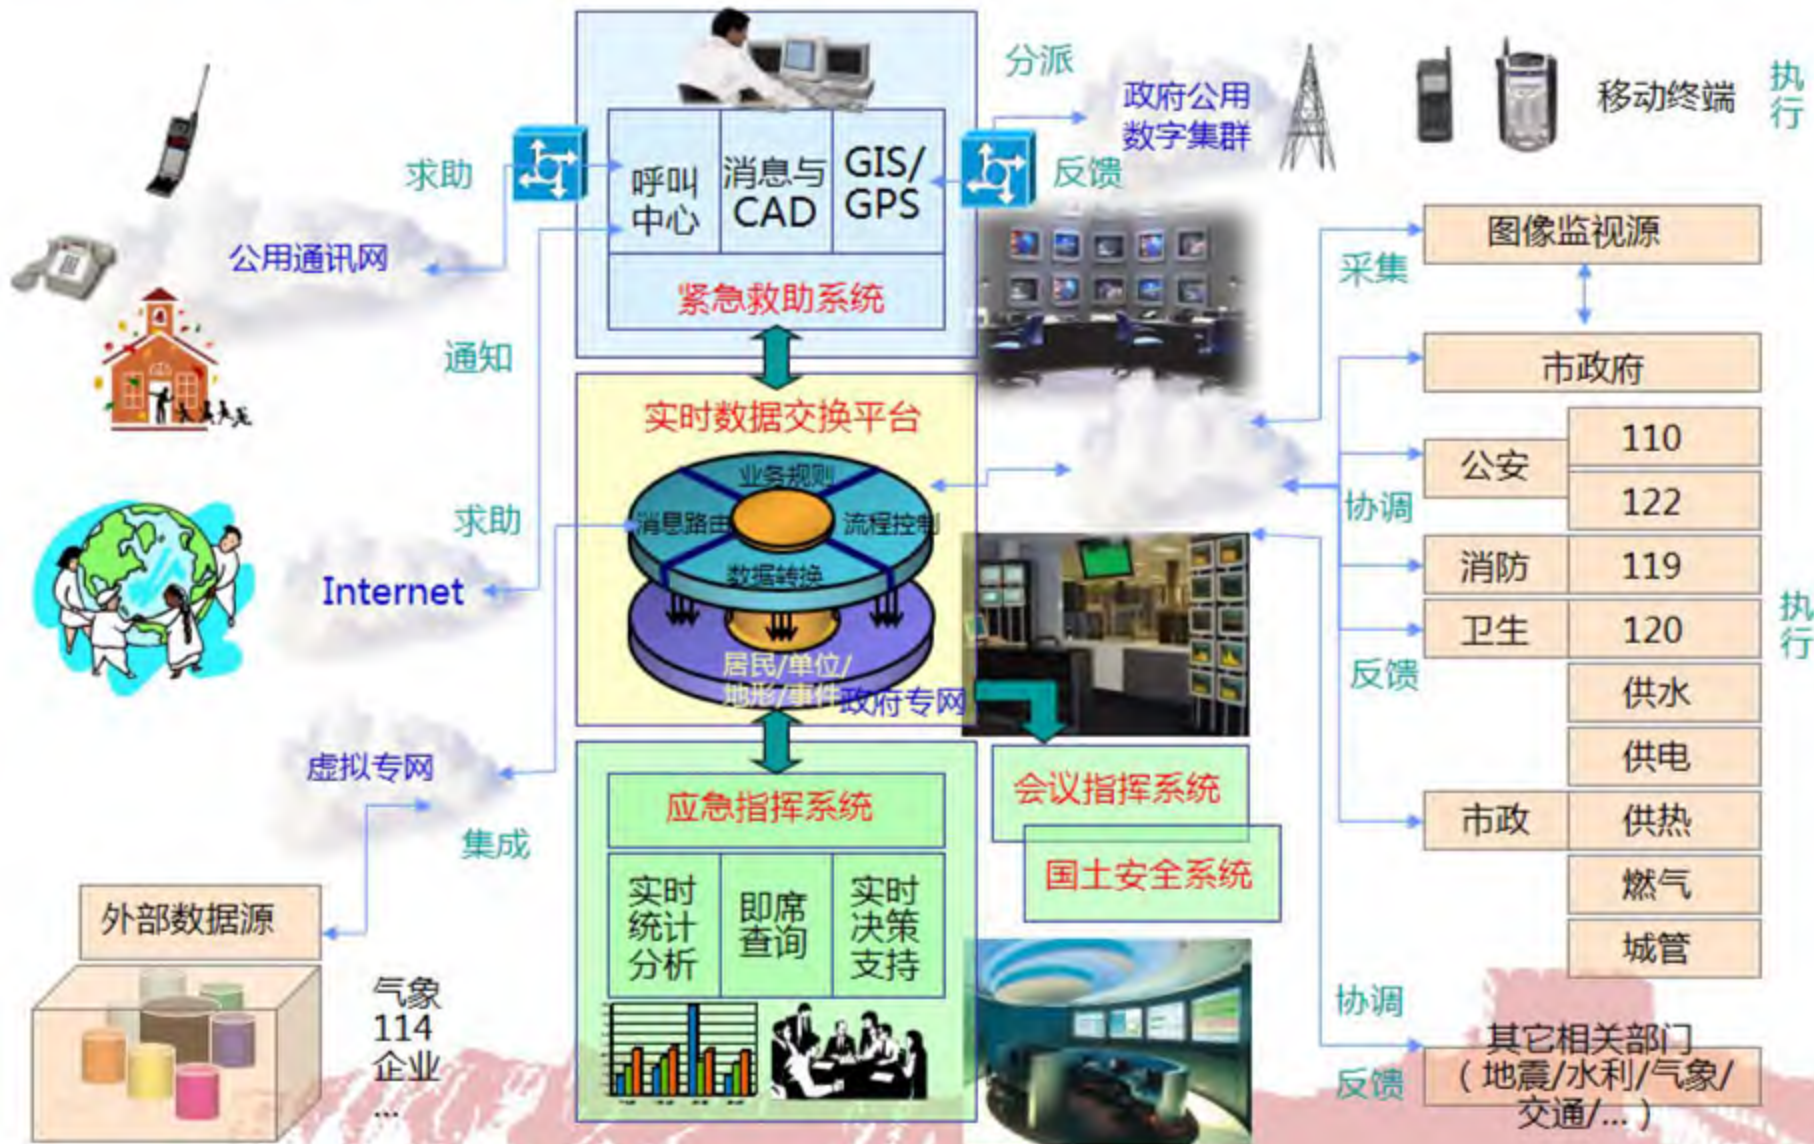 分派
政府公用
数字集群
移动终端
执
行
求助
呼叫
中心
消息与
CAD
GIS/
GPS
反馈
公用通讯网
紧急救助系统
图像监视源
采集
通知
市政府
实时数据交换平台
业务规则
消息路由
流程控制
数据转换
居民/单位/
地形/事件
政府专网
公安
110
122
协调
求助
Internet
消防
119
卫生
120
执
行
反馈
供水
供电
市政
供热
燃气
城管
虚拟专网
集成
应急指挥系统
会议指挥系统
国土安全系统
实时
统计
分析
即席
查询
实时
决策
支持
外部数据源
气象
114
企业
...
协调
反馈
其它相关部门
（地震/水利/气象/
交通/...）